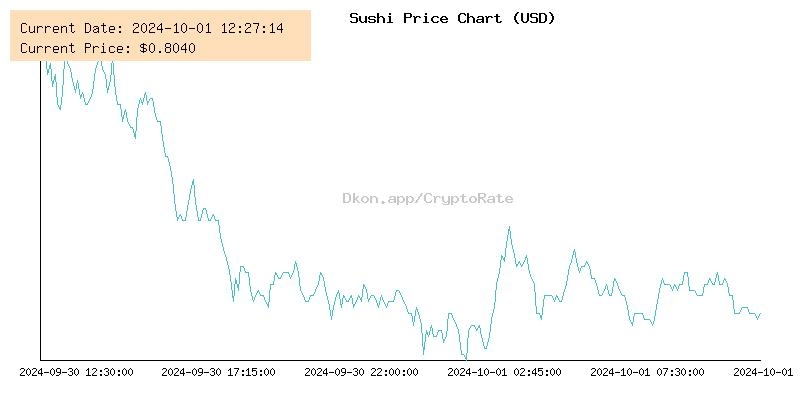 Sushi Price Chart (USD)
Current Date: 2024-10-01 12:27:14
Current Price: $0.8040
Dkon.app/CryptoRate
2024-09-30 12:30:00 2024-09-30 17:15:00 2024-09-30 22:00:00 2024-10-01 02:45:00 2024-10-01 07:30:00 2024-10-01